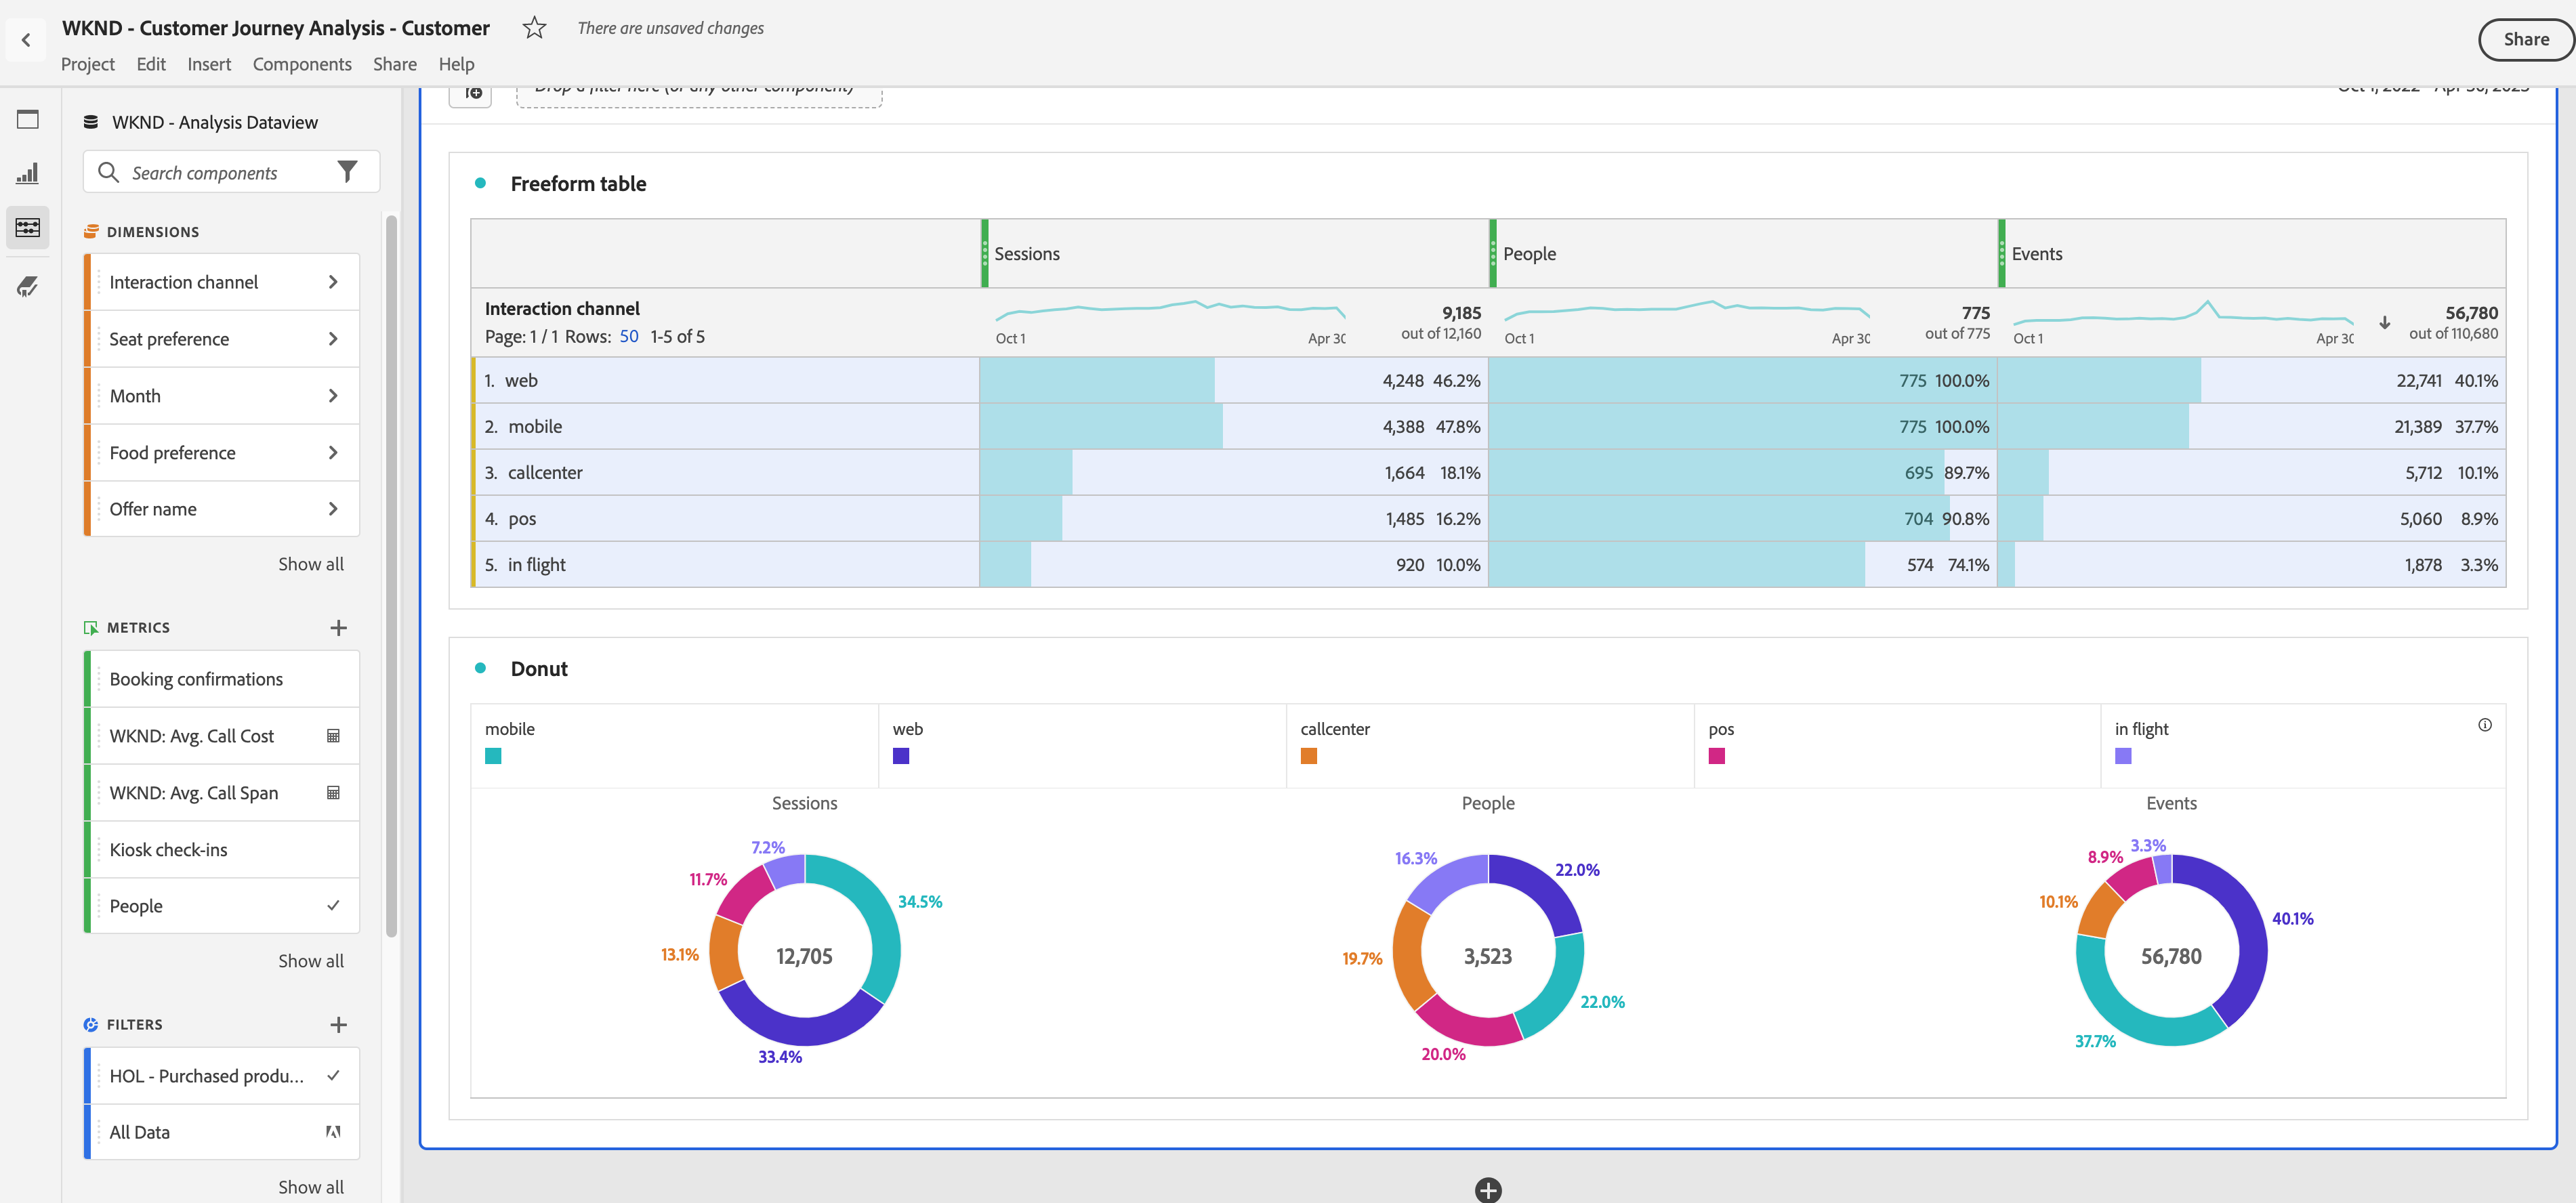 WKND - Customer Journey Analysis - Customer
There are unsaved changes
Share
Project Edit Insert Components Share Help
WKND - Analysis Dataview
Search components
DIMENSIONS
Interaction channel
Seat preference
Month
Food preference
Offer name
Show all
METRICS
Booking confirmations
WKND: Avg. Call Cost
WKND: Avg. Call Span
Kiosk check-ins
People
Show all
FILTERS
HOL - Purchased produ...
All Data
Show all
Drop a filter here (or any other component)
Freeform table
Sessions People Events
Interaction channel
Page: 1 / 1 Rows: 50 1-5 of 5
Oct 1 Apr 30
9,185
out of 12,160
Oct 1 Apr 30
775
out of 775
Oct 1 Apr 30
56,780
out of 110,680
1. web 4,248 46.2% 775 100.0% 22,741 40.1%
2. mobile 4,388 47.8% 775 100.0% 21,389 37.7%
3. callcenter 1,664 18.1% 695 89.7% 5,712 10.1%
4. pos 1,485 16.2% 704 90.8% 5,060 8.9%
5. in flight 920 10.0% 574 74.1% 1,878 3.3%
Donut
mobile web callcenter pos in flight
Sessions
7.2%
11.7%
34.5%
13.1%
12,705
33.4%
People
16.3%
22.0%
19.7%
3,523
22.0%
20.0%
Events
3.3%
8.9%
10.1%
40.1%
56,780
37.7%